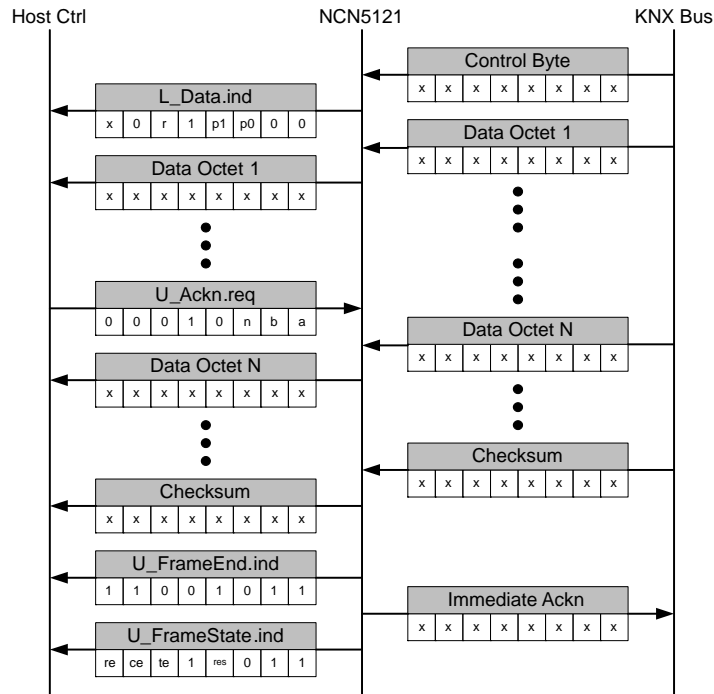 Host Ctrl NCN5121 KNX Bus
Control Byte
x x x x x x x x
L_Data.ind
x 0 r 1 p1 p0 0 0
Data Octet 1
x x x x x x x x
Data Octet 1
x x x x x x x x
U_Ackn.req
0 0 0 1 0 n b a
Data Octet N
x x x x x x x x
Data Octet N
x x x x x x x x
Checksum
x x x x x x x x
Checksum
x x x x x x x x
U_FrameEnd.ind
1 1 0 0 1 0 1 1
Immediate Ackn
x x x x x x x x
U_FrameState.ind
re ce te 1 res 0 1 1